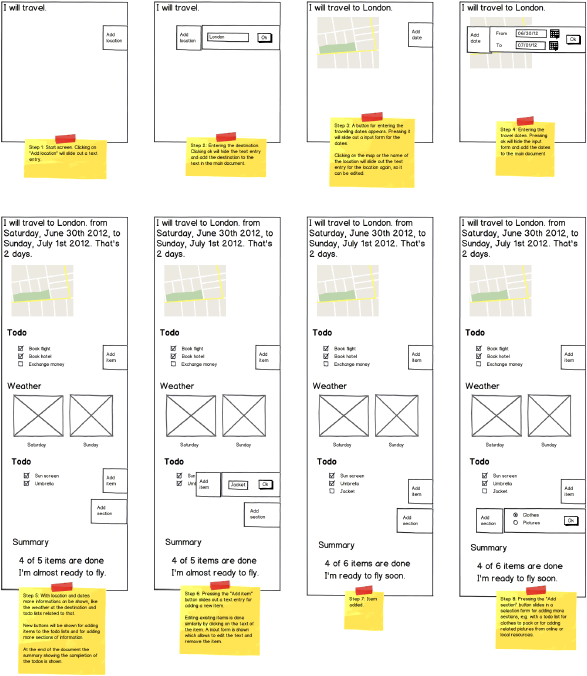 I will travel.
Add
location
Step 1: Start screen. Clicking on
"Add location" will slide out a text
entry.
I will travel.
Add
location
London
Ok
Step 2: Entering the destination.
Clicking ok will hide the text entry
and add the destination to the
text in the main document.
I will travel to London.
Add
date
Step 3: A button for entering the
traveling dates appears. Pressing it
will slide out a input form for the
dates.
Clicking on the map or the name of
the location will slide out the text
entry for the location again, so it
can be edited.
I will travel to London.
Add
date
From
06/30/12
To
07/01/12
Ok
Step 4: Entering the
travel dates. Pressing
ok will hide the input
form and add the dates
to the main document.
I will travel to London. from
Saturday, June 30th 2012, to
Sunday, July 1st 2012. That's
2 days.
Todo
Book flight
Book hotel
Exchange money
Add
item
Weather
Saturday
Sunday
Todo
Sun screen
Umbrella
Add
item
Add
section
Summary
4 of 5 items are done
I'm almost ready to fly.
Step 5: With location and dates
more informations can be shown, like
the weather at the destination and
todo lists related to that.
New buttons will be shown for adding
items to the todo lists and for adding
more sections of information.
At the end of the document the
summary showing the completion of
the todos is shown.
I will travel to London. from
Saturday, June 30th 2012, to
Sunday, July 1st 2012. That's
2 days.
Todo
Book flight
Book hotel
Exchange money
Add
item
Weather
Saturday
Sunday
Todo
Sun
Umb
Add
item
Jacket
Ok
Add
section
Summary
4 of 5 items are done
I'm almost ready to fly.
Step 6: Pressing the "Add item"
button slides out a text entry for
adding a new item.
Editing existing items is done
similarly by clicking on the text of
the item. A input form is shown
which allows to edit the text and
remove the item.
I will travel to London. from
Saturday, June 30th 2012, to
Sunday, July 1st 2012. That's
2 days.
Todo
Book flight
Book hotel
Exchange money
Add
item
Weather
Saturday
Sunday
Todo
Sun screen
Umbrella
Jacket
Add
item
Add
section
Summary
4 of 6 items are done
I'm ready to fly soon.
Step 7: Item
added.
I will travel to London. from
Saturday, June 30th 2012, to
Sunday, July 1st 2012. That's
2 days.
Todo
Book flight
Book hotel
Exchange money
Add
item
Weather
Saturday
Sunday
Todo
Sun screen
Umbrella
Jacket
Add
item
Add
section
Clothes
Pictures
OK
Summary
4 of 6 items are done
I'm ready to fly soon.
Step 8: Pressing the "Add
section" button slides in a
selection form for adding more
sections, e.g. with a todo list for
clothes to pack or for adding
related pictures from online or
local resources.